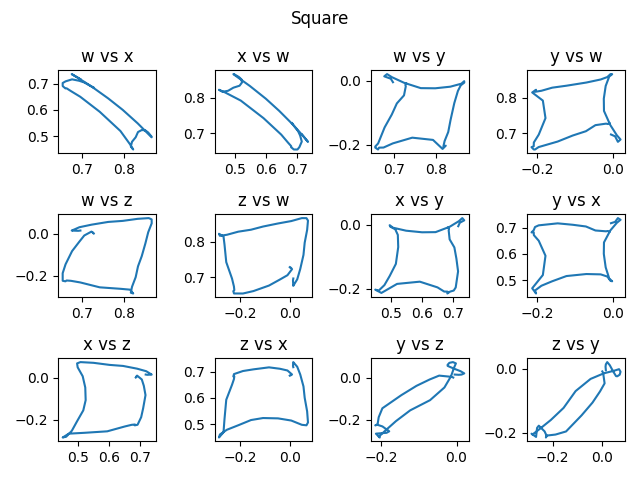 Square
w vs x
x vs w
w vs y
y vs w
0.7
0.6
0.5
0.7 0.8
0.8
0.7
0.5 0.6 0.7
0.0
−0.2
0.7 0.8
0.8
0.7
−0.2 0.0
w vs z
z vs w
x vs y
y vs x
0.0
−0.2
0.7 0.8
0.8
0.7
−0.2 0.0
0.0
−0.2
0.5 0.6 0.7
0.7
0.6
0.5
−0.2 0.0
x vs z
z vs x
y vs z
z vs y
0.0
−0.2
0.5 0.6 0.7
0.7
0.6
0.5
−0.2 0.0
0.0
−0.2
−0.2 0.0
0.0
−0.2
−0.2 0.0